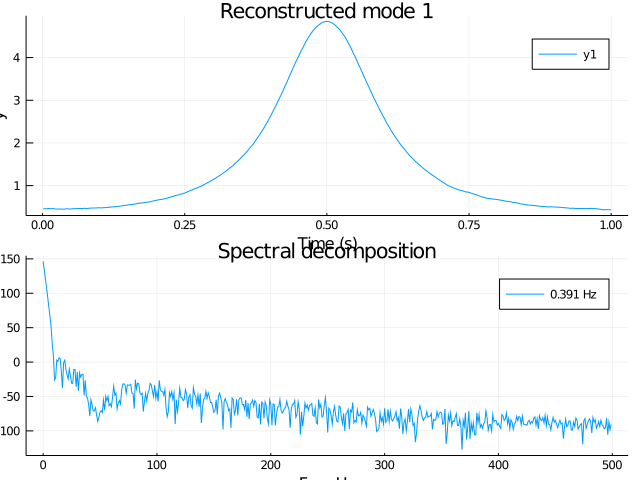 Reconstructed mode 1
4
3
2
1
y1
0.00 0.25 0.50 0.75 1.00
Time (s)
Spectral decomposition
150
100
50
0
-50
100
0.391 Hz
0 100 200 300 400 500